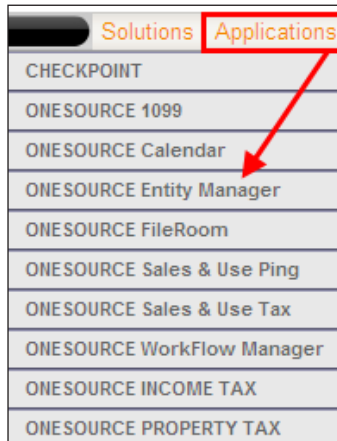 Solutions Applications
CHECKPOINT
ONESOURCE 1099
ONESOURCE Calendar
ONESOURCE Entity Manager
ONESOURCE FileRoom
ONESOURCE Sales & Use Ping
ONESOURCE Sales & Use Tax
ONESOURCE WorkFlow Manager
ONESOURCE INCOME TAX
ONESOURCE PROPERTY TAX